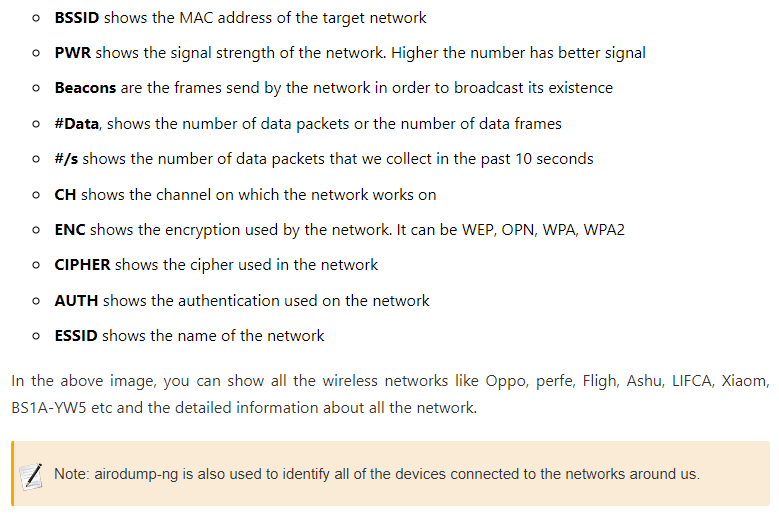 BSSID shows the MAC address of the target network
PWR shows the signal strength of the network. Higher the number has better signal
Beacons are the frames send by the network in order to broadcast its existence
#Data, shows the number of data packets or the number of data frames
#/s shows the number of data packets that we collect in the past 10 seconds
CH shows the channel on which the network works on
ENC shows the encryption used by the network. It can be WEP, OPN, WPA, WPA2
CIPHER shows the cipher used in the network
AUTH shows the authentication used on the network
ESSID shows the name of the network
In the above image, you can show all the wireless networks like Oppo, perfe, Fligh, Ashu, LIFCA, Xiaom,
BS1A-YW5 etc and the detailed information about all the network.
Note: airodump-ng is also used to identify all of the devices connected to the networks around us.